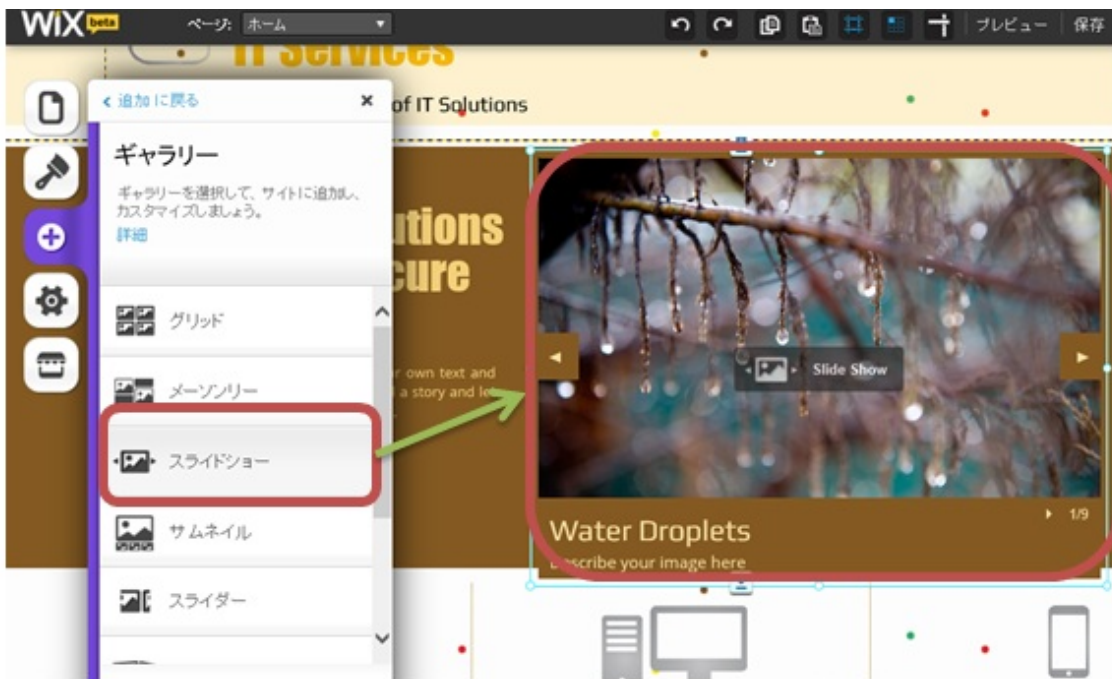 WiX beta ページ: ホーム プレビュー 保存
IT Services
of IT Solutions
追加に戻る
ギャラリー
ギャラリーを選択して、サイトに追加し、
カスタマイズしましょう。
詳細
グリッド
メーソンリー
スライドショー
サムネイル
スライダー
utions
cure
r own text and
a story and le
Slide Show
Water Droplets
1/9
Describe your image here